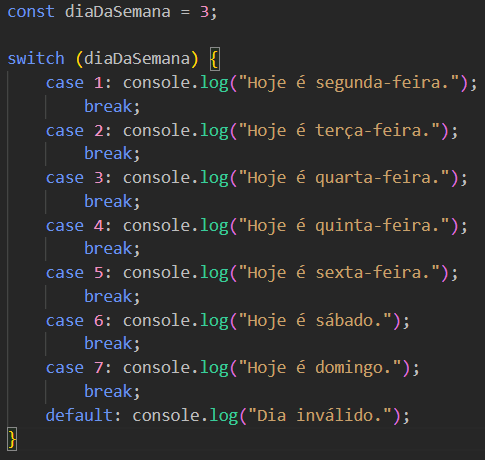 const diaDaSemana = 3;
switch (diaDaSemana) {
case 1: console.log("Hoje é segunda-feira.");
break;
case 2: console.log("Hoje é terça-feira.");
break;
case 3: console.log("Hoje é quarta-feira.");
break;
case 4: console.log("Hoje é quinta-feira.");
break;
case 5: console.log("Hoje é sexta-feira.");
break;
case 6: console.log("Hoje é sábado.");
break;
case 7: console.log("Hoje é domingo.");
break;
default: console.log("Dia inválido.");
}